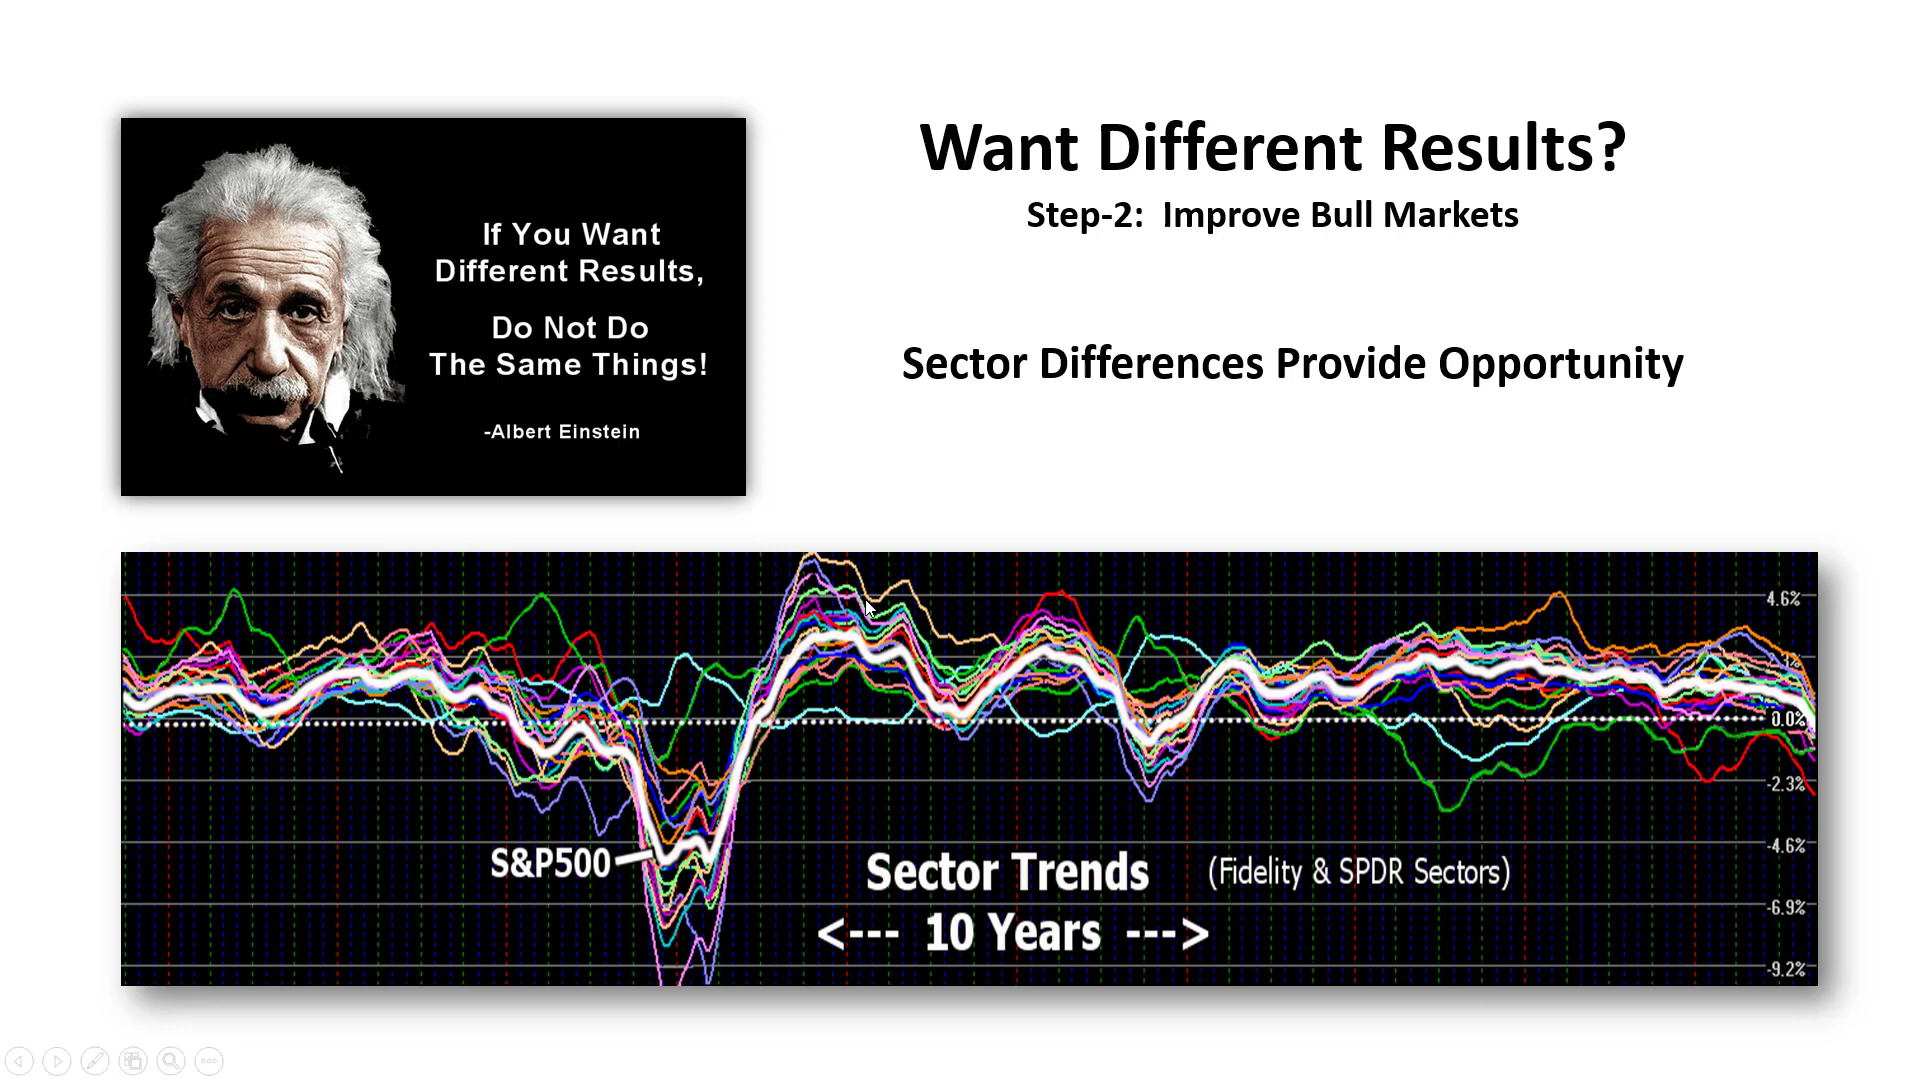 Want Different Results?
Step-2: Improve Bull Markets
If You Want
Different Results,
Do Not Do
The Same Things!
-Albert Einstein
Sector Differences Provide Opportunity
4.6%
0.0%
-2.3%
-4.6%
-6.9%
-9.2%
S&P500
Sector Trends (Fidelity & SPDR Sectors)
<--- 10 Years --->